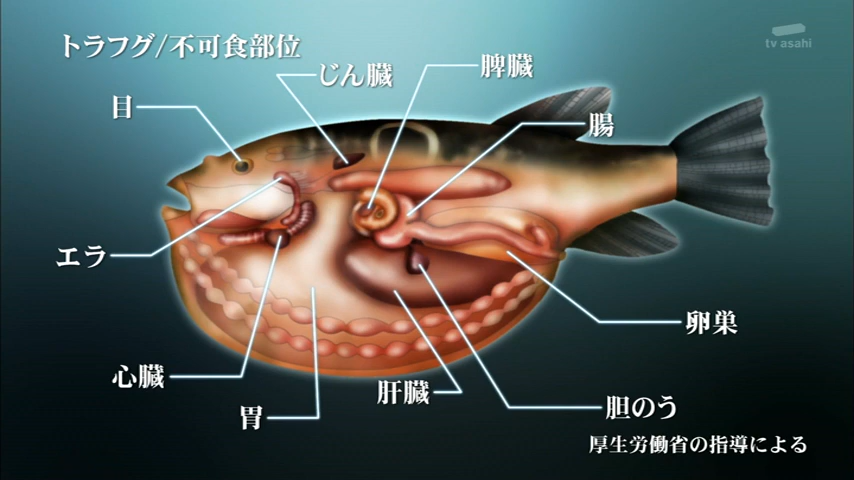 トラフグ/不可食部位
tv asahi
じん臓
脾臓
目
腸
エラ
卵巣
心臓
肝臓
胃
胆のう
厚生労働省の指導による